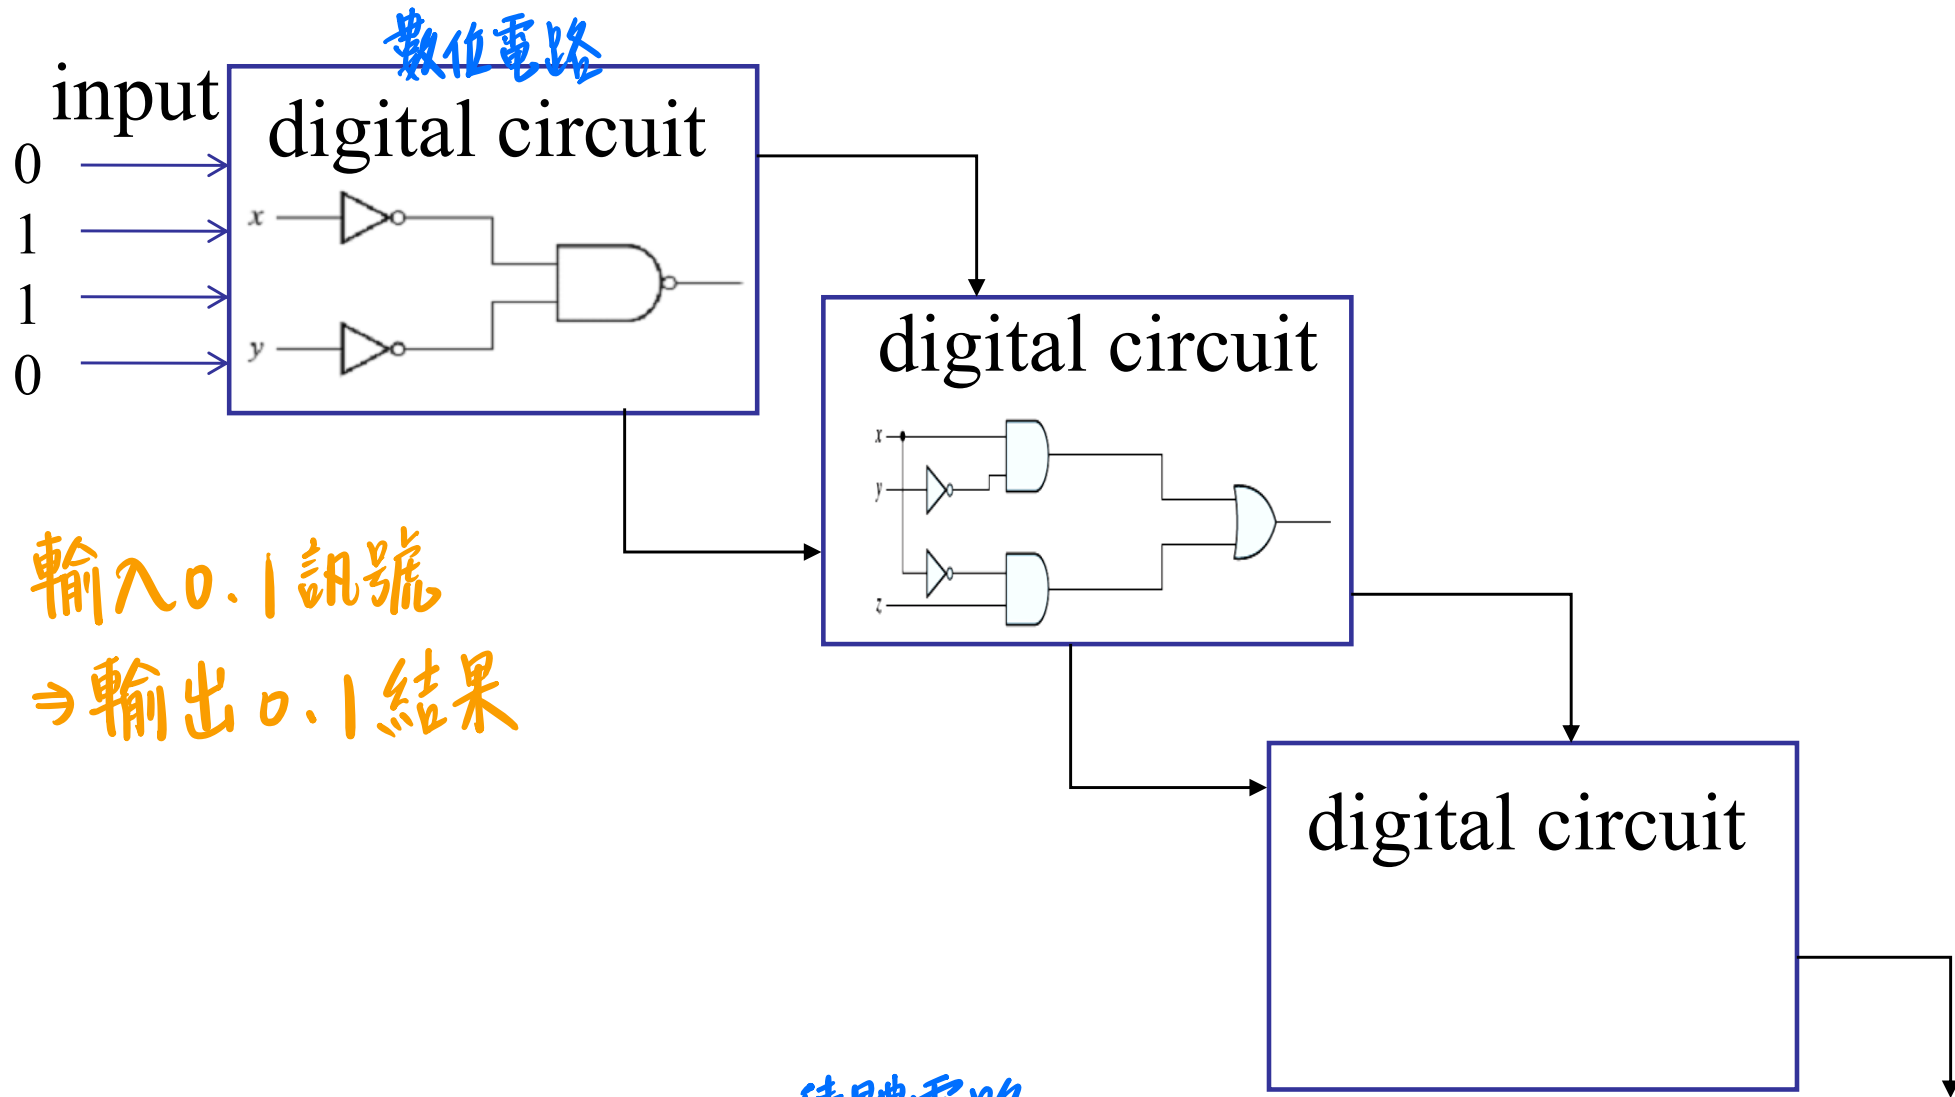 數位電路
input
digital circuit
0
1
1
0
x
y
digital circuit
x
y
z
輸入0.1訊號
⇒輸出0.1結果
digital circuit